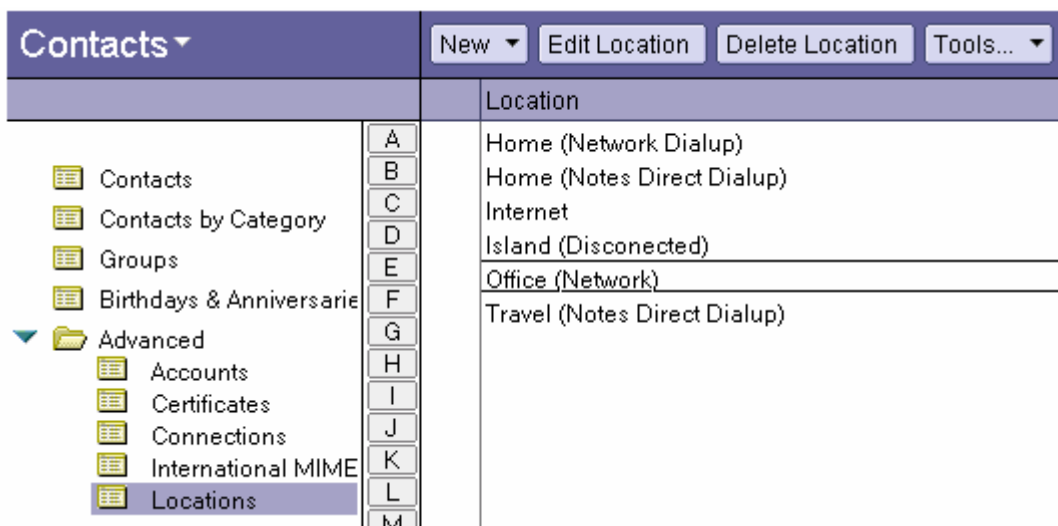 Contacts
New Edit Location Delete Location Tools...
Location
Contacts
Contacts by Category
Groups
Birthdays & Anniversarie
Advanced
Accounts
Certificates
Connections
International MIME
Locations
A
B
C
D
E
F
G
H
I
J
K
L
M
Home (Network Dialup)
Home (Notes Direct Dialup)
Internet
Island (Disconected)
Office (Network)
Travel (Notes Direct Dialup)